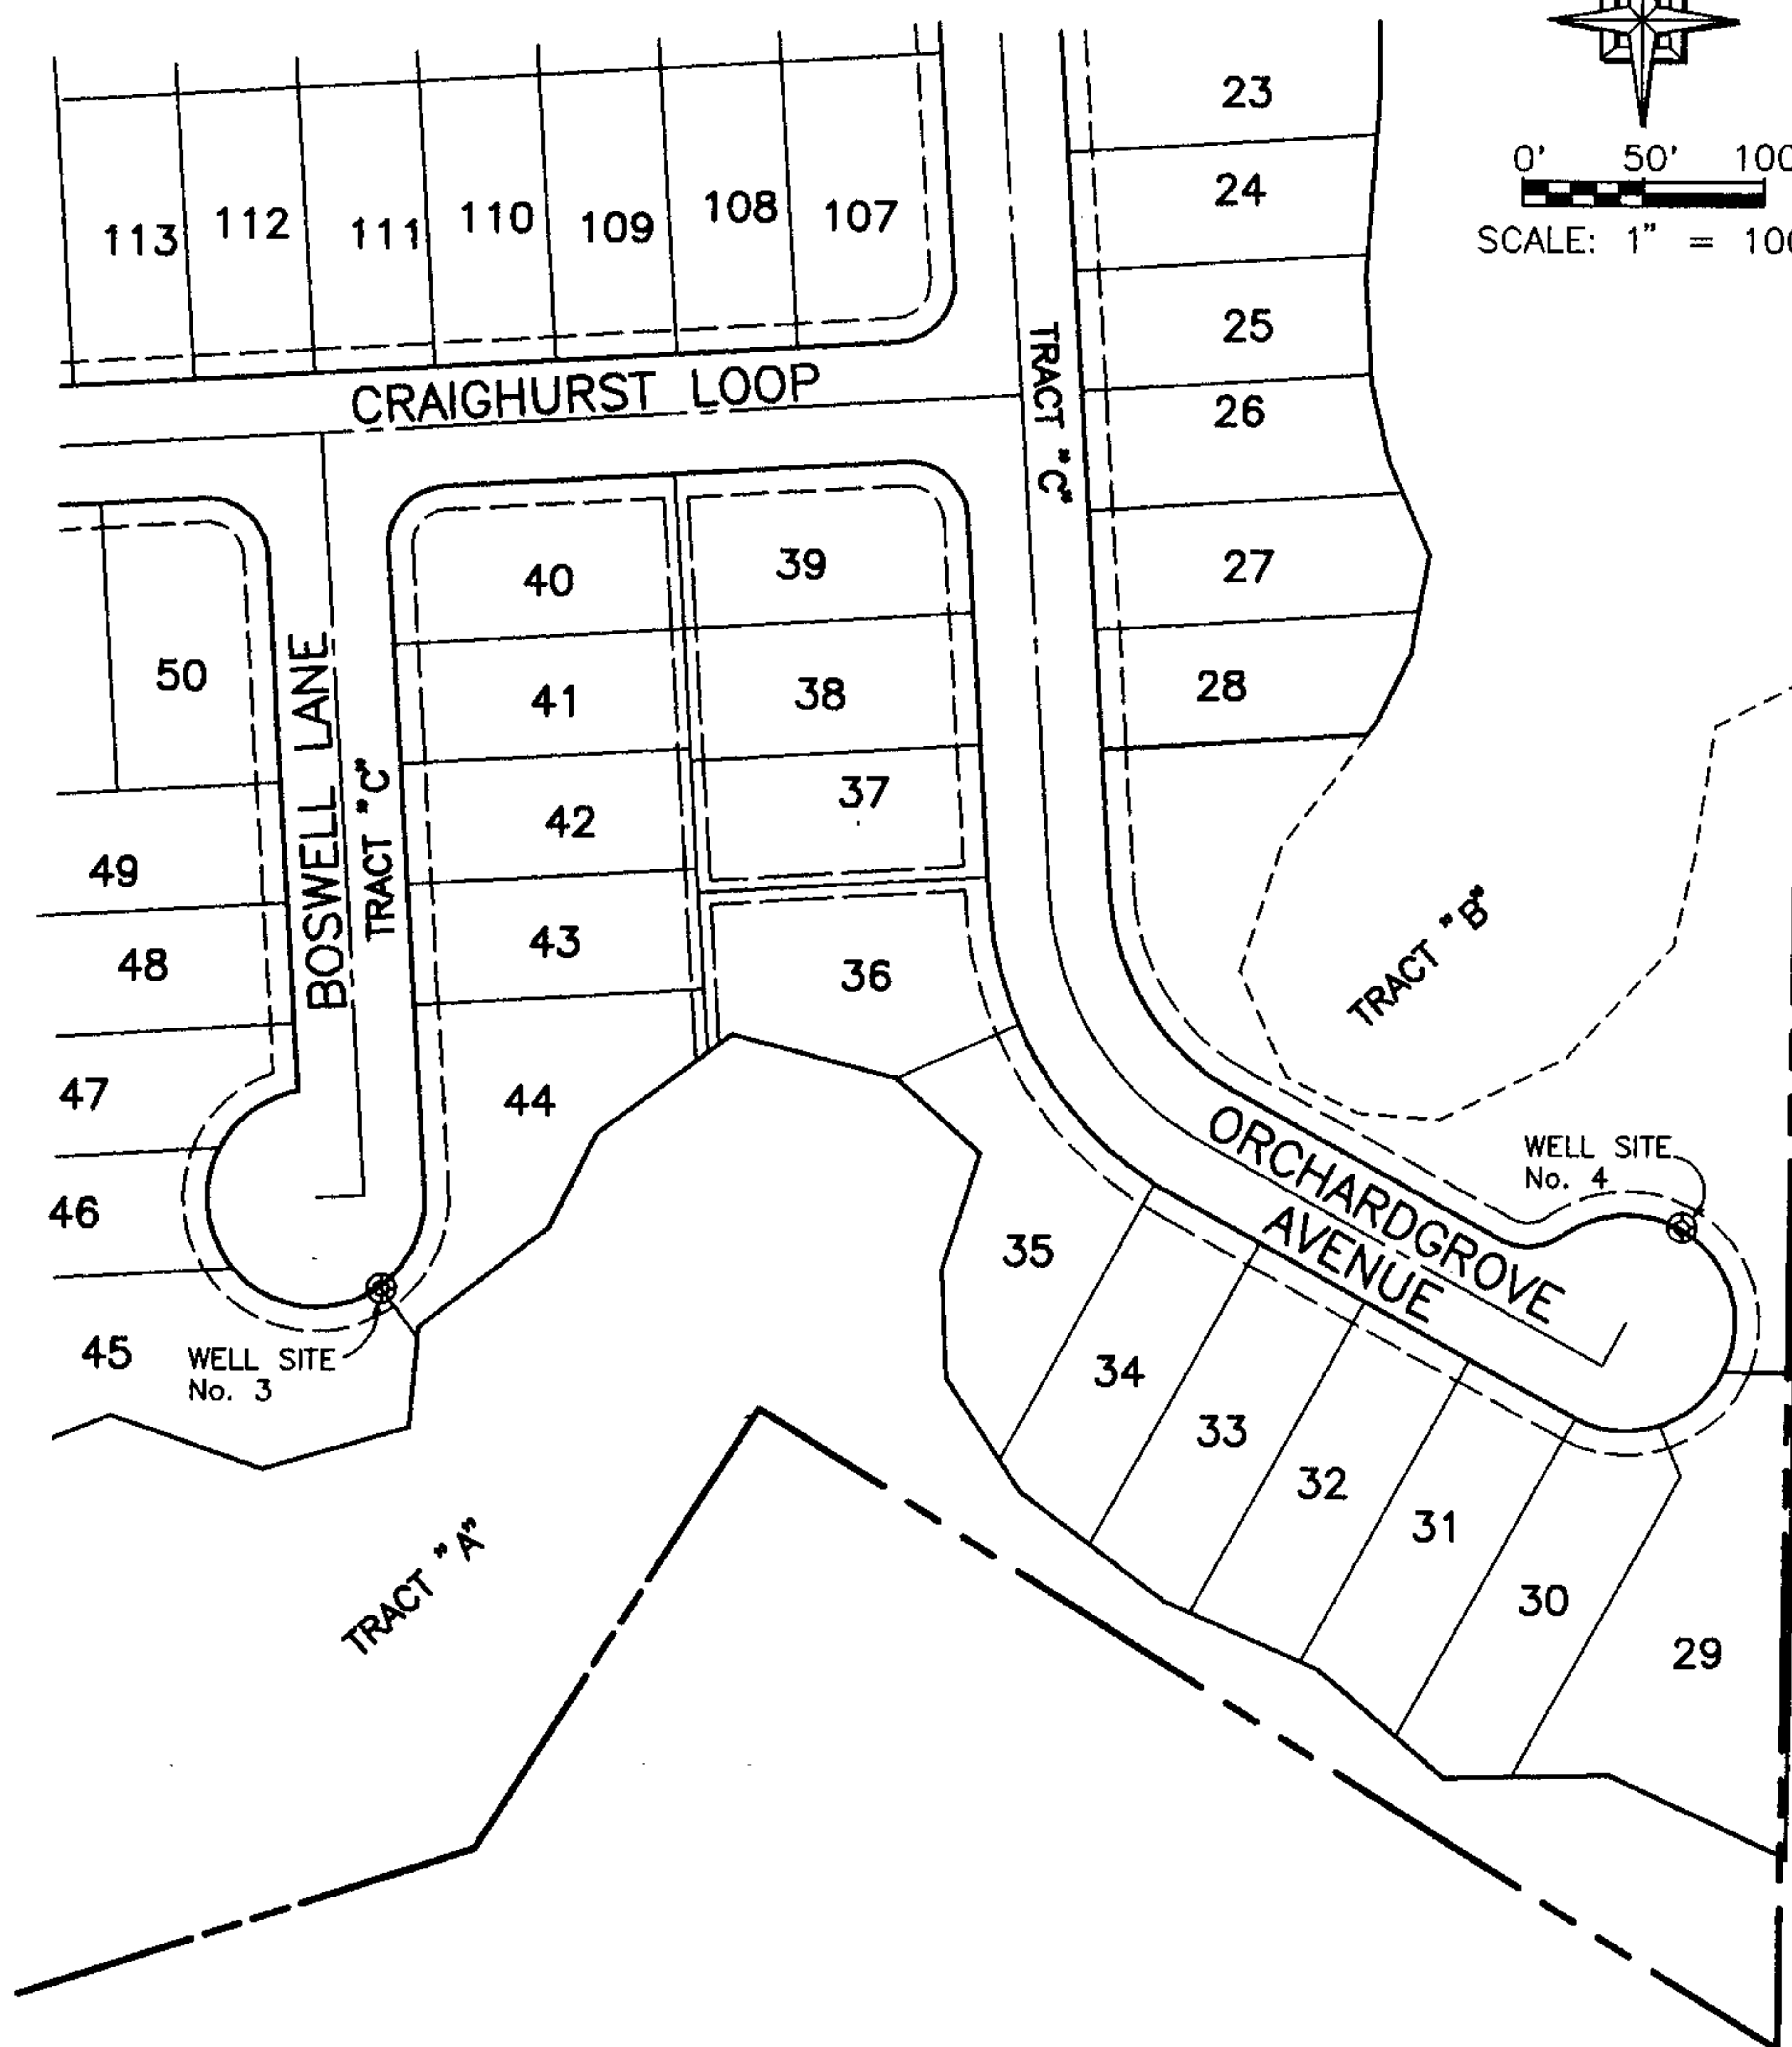 23
0' 50' 100
24
SCALE: 1" = 100
113 112 111 110 109 108 107
25
TRACT "C"
CRAIGHURST LOOP
26
40 39 27
50 41 38 28
BOSWELL LANE
TRACT "C"
42 37
49
43
48 36
TRACT "B"
47 44
ORCHARDGROVE
AVENUE
WELL SITE
No. 4
46
35
45
WELL SITE
No. 3
34
33
32
31
30
29
TRACT "A"